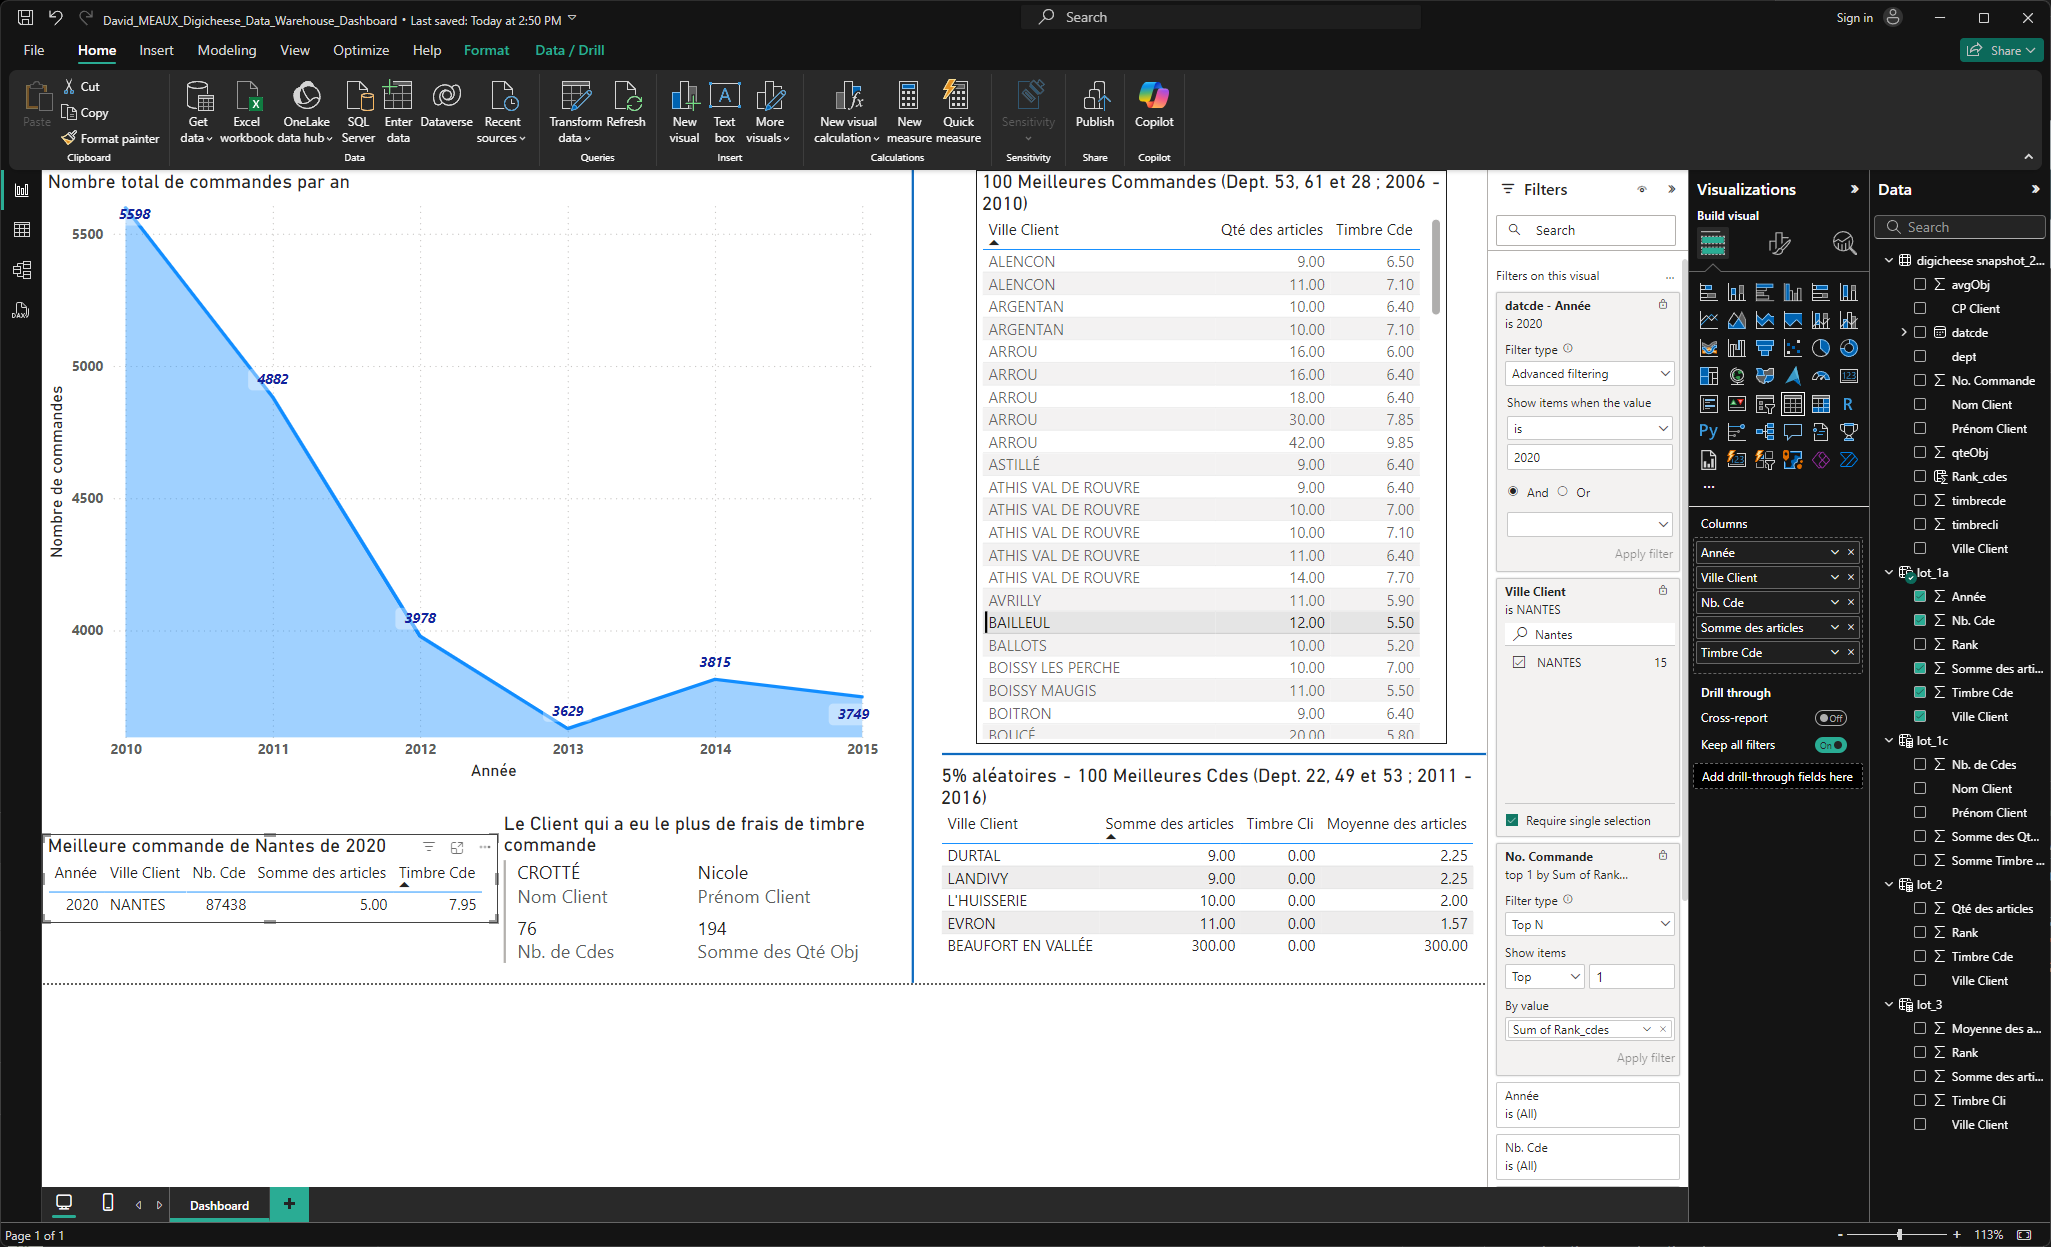 David_MEAUX_Digicheese_Data_Warehouse_Dashboard • Last saved: Today at 2:50 PM
Search
Sign in
File
Home
Insert
Modeling
View
Optimize
Help
Format
Data / Drill
Share
Paste
Cut
Copy
Format painter
Clipboard
Get data
Excel workbook
OneLake data hub
SQL Server
Enter data
Dataverse
Recent sources
Data
Transform data
Refresh
Queries
New visual
Text box
More visuals
Insert
New visual calculation
New measure
Quick measure
Calculations
Sensitivity
Sensitivity
Publish
Share
Copilot
Copilot
Nombre total de commandes par an
Nombre de commandes
5500
5000
4500
4000
5598
4882
3978
3629
3815
3749
2010
2011
2012
2013
2014
2015
Année
Meilleure commande de Nantes de 2020
Année Ville Client Nb. Cde Somme des articles Timbre Cde
2020 NANTES 87438 5.00 7.95
Le Client qui a eu le plus de frais de timbre
commande
CROTTÉ Nicole
Nom Client Prénom Client
76 194
Nb. de Cdes Somme des Qté Obj
100 Meilleures Commandes (Dept. 53, 61 et 28 ; 2006 -
2010)
Ville Client Qté des articles Timbre Cde
ALENCON 9.00 6.50
ALENCON 11.00 7.10
ARGENTAN 10.00 6.40
ARGENTAN 10.00 7.10
ARROU 16.00 6.00
ARROU 16.00 6.40
ARROU 18.00 6.40
ARROU 30.00 7.85
ARROU 42.00 9.85
ASTILLÉ 9.00 6.40
ATHIS VAL DE ROUVRE 9.00 6.40
ATHIS VAL DE ROUVRE 10.00 7.00
ATHIS VAL DE ROUVRE 10.00 7.10
ATHIS VAL DE ROUVRE 11.00 6.40
ATHIS VAL DE ROUVRE 14.00 7.70
AVRILLY 11.00 5.90
BAILLEUL 12.00 5.50
BALLOTS 10.00 5.20
BOISSY LES PERCHE 10.00 7.00
BOISSY MAUGIS 11.00 5.50
BOITRON 9.00 6.40
BOUCÉ 20.00 5.80
5% aléatoires - 100 Meilleures Cdes (Dept. 22, 49 et 53 ; 2011 -
2016)
Ville Client Somme des articles Timbre Cli Moyenne des articles
DURTAL 9.00 0.00 2.25
LANDIVY 9.00 0.00 2.25
L'HUISSERIE 10.00 0.00 2.00
EVRON 11.00 0.00 1.57
BEAUFORT EN VALLÉE 300.00 0.00 300.00
Filters
Search
Filters on this visual
...
datcde - Année
is 2020
Filter type
Advanced filtering
Show items when the value
is
2020
And Or
Apply filter
Ville Client
is NANTES
Nantes
NANTES 15
Require single selection
No. Commande
top 1 by Sum of Rank...
Filter type
Top N
Show items
Top 1
By value
Sum of Rank_cdes
Apply filter
Année
is (All)
Nb. Cde
is (All)
Visualizations
Build visual
123
R
Py
123
...
Columns
Année
Ville Client
Nb. Cde
Somme des articles
Timbre Cde
Drill through
Cross-report Off
Keep all filters On
Add drill-through fields here
Data
Search
digicheese snapshot_2...
avgObj
CP Client
datcde
dept
No. Commande
Nom Client
Prénom Client
qteObj
Rank_cdes
timbrecde
timbrecli
Ville Client
lot_1a
Année
Nb. Cde
Rank
Somme des arti...
Timbre Cde
Ville Client
lot_1c
Nb. de Cdes
Nom Client
Prénom Client
Somme des Qt...
Somme Timbre ...
lot_2
Qté des articles
Rank
Timbre Cde
Ville Client
lot_3
Moyenne des a...
Rank
Somme des arti...
Timbre Cli
Ville Client
Dashboard
+
Page 1 of 1
- + 113%